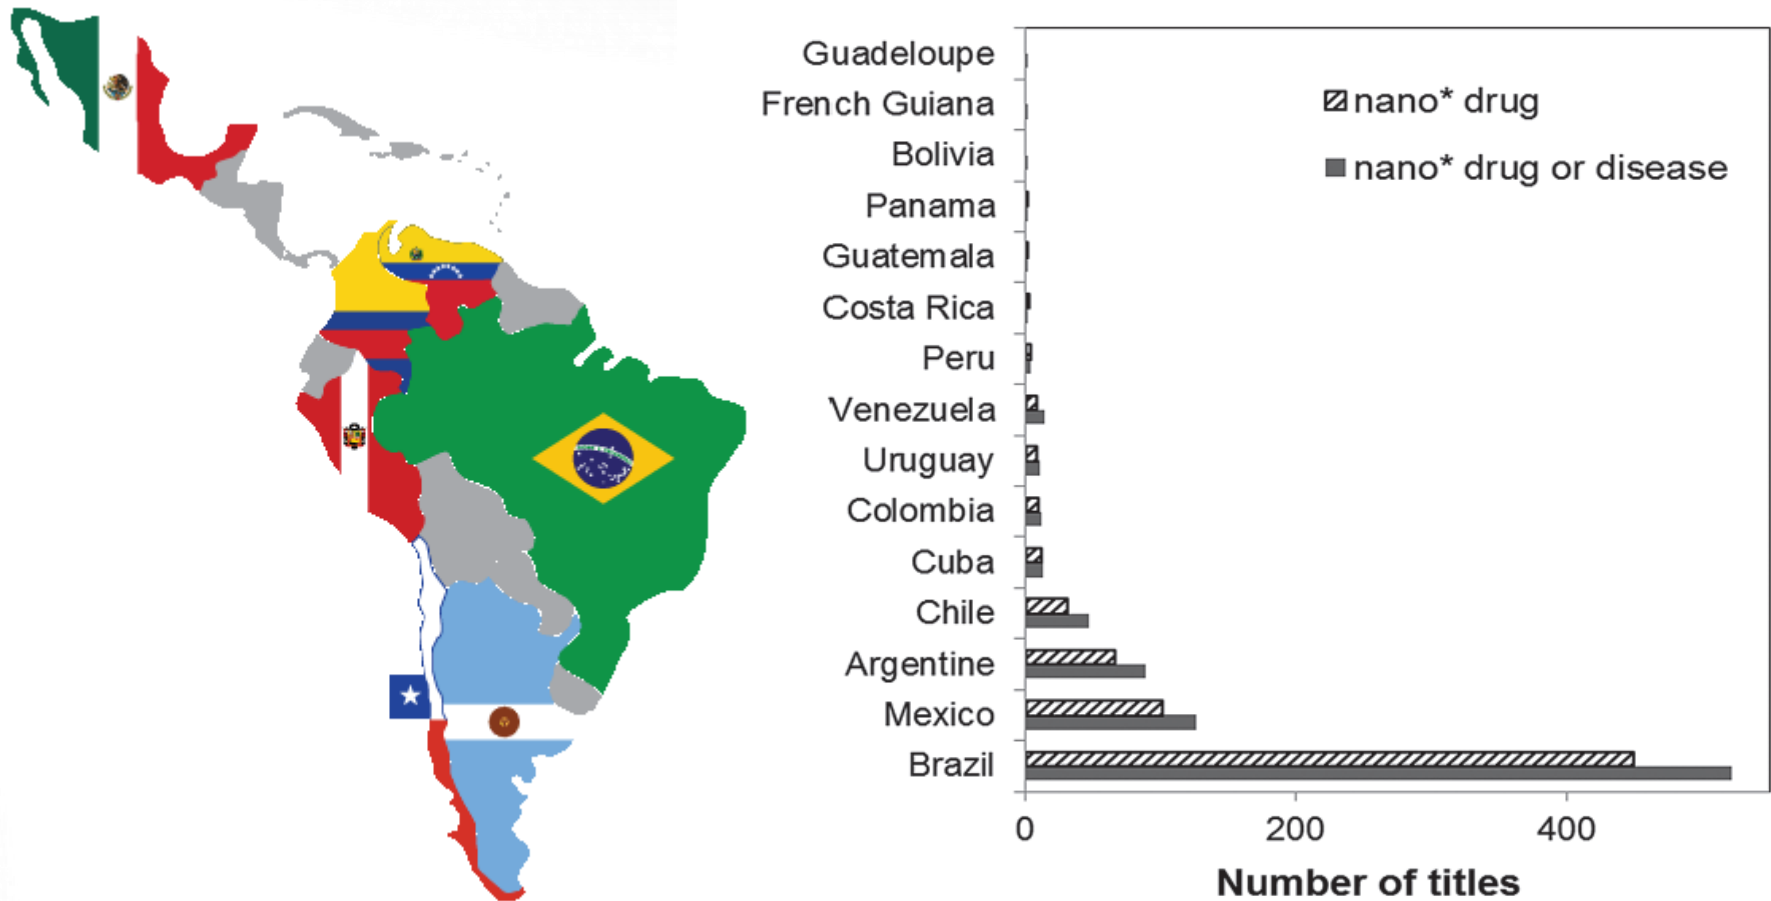 Guadeloupe
French Guiana
Bolivia
Panama
Guatemala
Costa Rica
Peru
Venezuela
Uruguay
Colombia
Cuba
Chile
Argentine
Mexico
Brazil
nano* drug
nano* drug or disease
0 200 400
Number of titles